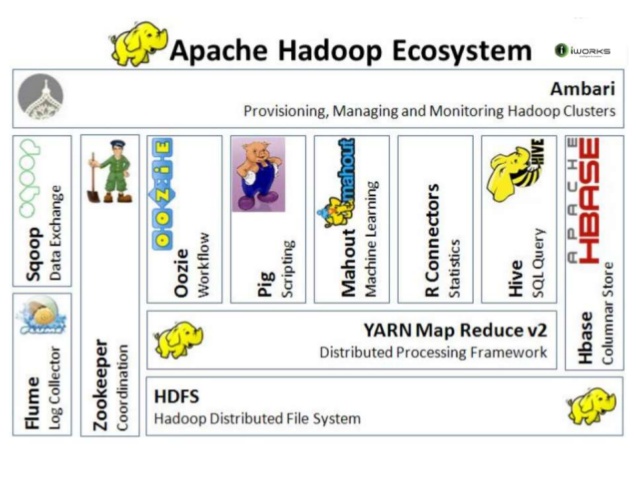 Apache Hadoop Ecosystem
iWORKS
Ambari
Provisioning, Managing and Monitoring Hadoop Clusters
sqoop
Sqoop
Data Exchange
Flume
Log Collector
Zookeeper
Coordination
OOZIE
Oozie
Workflow
Pig
Scripting
mahout
Mahout
Machine Learning
R Connectors
Statistics
HIVE
Hive
SQL Query
APACHE
HBASE
Hbase
Columnar Store
YARN Map Reduce v2
Distributed Processing Framework
HDFS
Hadoop Distributed File System